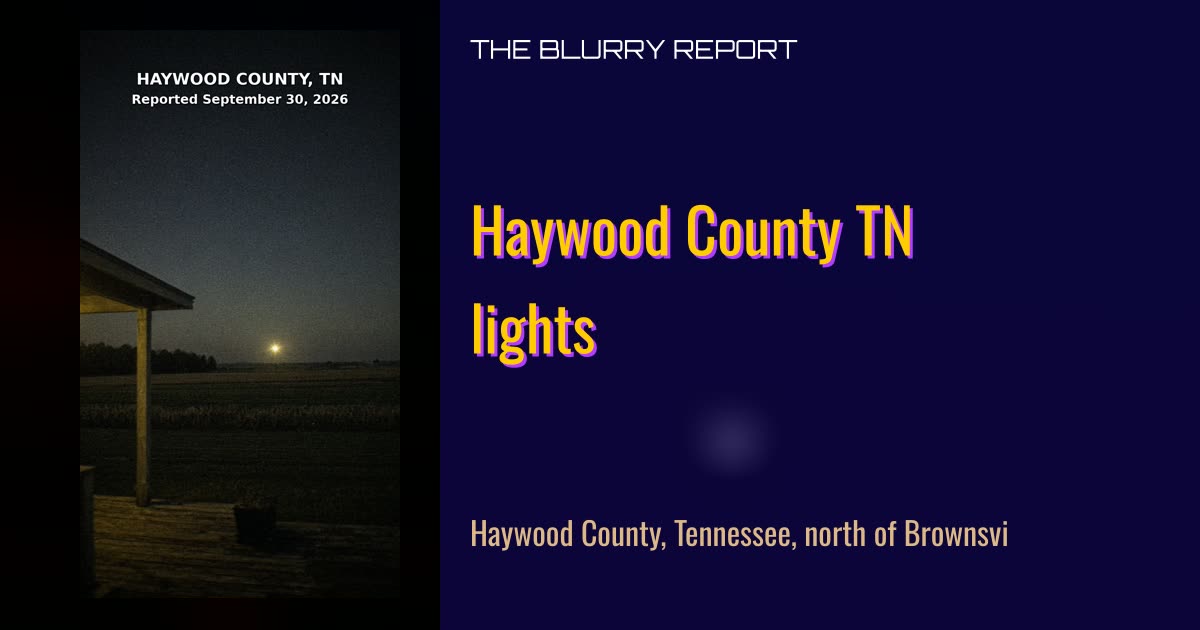 HAYWOOD COUNTY, TN
Reported September 30, 2026
THE BLURRY REPORT
Haywood County TN
lights
Haywood County, Tennessee, north of Brownsvi